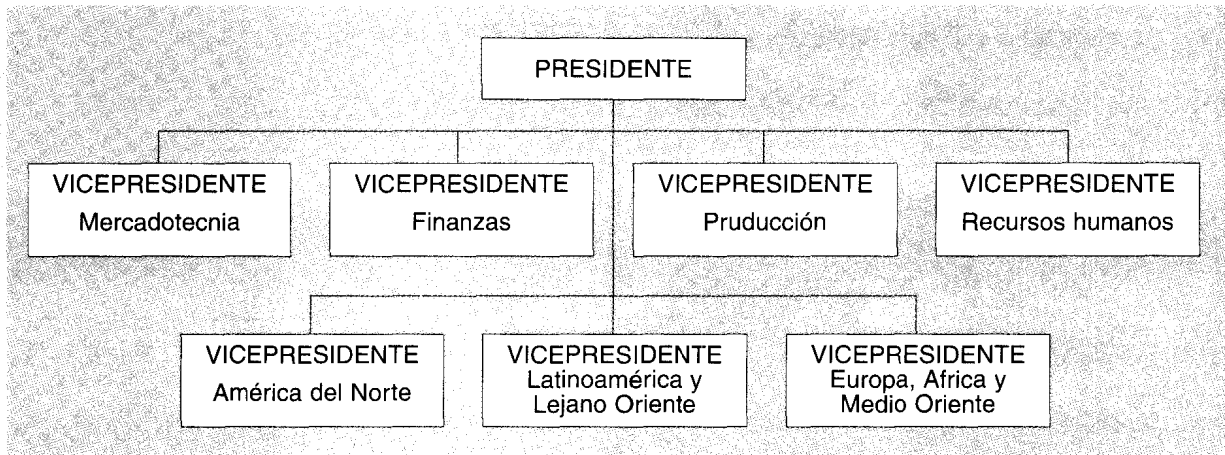 PRESIDENTE
VICEPRESIDENTE
Mercadotecnia
VICEPRESIDENTE
Finanzas
VICEPRESIDENTE
Pruducción
VICEPRESIDENTE
Recursos humanos
VICEPRESIDENTE
América del Norte
VICEPRESIDENTE
Latinoamérica y
Lejano Oriente
VICEPRESIDENTE
Europa, Africa y
Medio Oriente